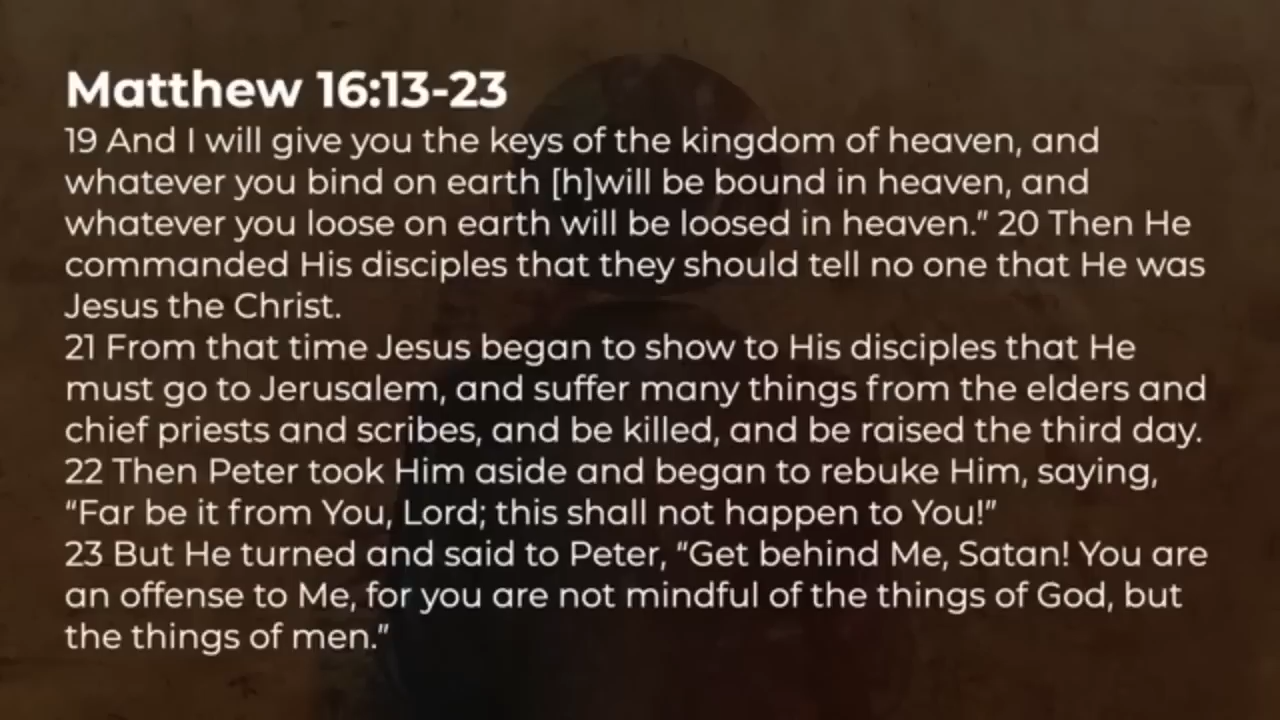 Matthew 16:13-23
19 And I will give you the keys of the kingdom of heaven, and
whatever you bind on earth [h]will be bound in heaven, and
whatever you loose on earth will be loosed in heaven.” 20 Then He
commanded His disciples that they should tell no one that He was
Jesus the Christ.
21 From that time Jesus began to show to His disciples that He
must go to Jerusalem, and suffer many things from the elders and
chief priests and scribes, and be killed, and be raised the third day.
22 Then Peter took Him aside and began to rebuke Him, saying,
“Far be it from You, Lord; this shall not happen to You!”
23 But He turned and said to Peter, “Get behind Me, Satan! You are
an offense to Me, for you are not mindful of the things of God, but
the things of men.”